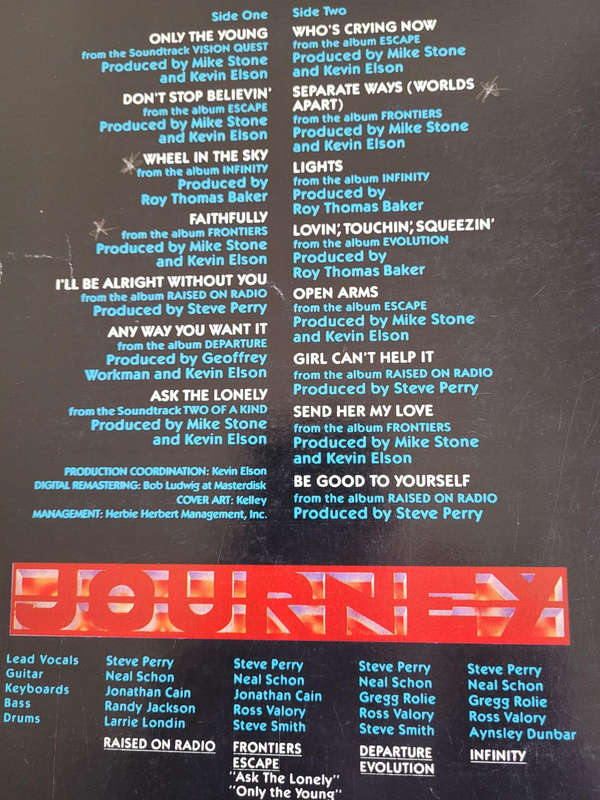 Side One
ONLY THE YOUNG
from the Soundtrack VISION QUEST
Produced by Mike Stone
and Kevin Elson
DON'T STOP BELIEVIN'
from the album ESCAPE
Produced by Mike Stone
and Kevin Elson
WHEEL IN THE SKY
from the album INFINITY
Produced by
Roy Thomas Baker
FAITHFULLY
from the album FRONTIERS
Produced by Mike Stone
and Kevin Elson
I'LL BE ALRIGHT WITHOUT YOU
from the album RAISED ON RADIO
Produced by Steve Perry
ANY WAY YOU WANT IT
from the album DEPARTURE
Produced by Geoffrey
Workman and Kevin Elson
ASK THE LONELY
from the Soundtrack TWO OF A KIND
Produced by Mike Stone
and Kevin Elson
PRODUCTION COORDINATION: Kevin Elson
DIGITAL REMASTERING: Bob Ludwig at Masterdisk
COVER ART: Kelley
MANAGEMENT: Herbie Herbert Management, Inc.
Side Two
WHO'S CRYING NOW
from the album ESCAPE
Produced by Mike Stone
and Kevin Elson
SEPARATE WAYS (WORLDS
APART)
from the album FRONTIERS
Produced by Mike Stone
and Kevin Elson
LIGHTS
from the album INFINITY
Produced by
Roy Thomas Baker
LOVIN', TOUCHIN', SQUEEZIN'
from the album EVOLUTION
Produced by
Roy Thomas Baker
OPEN ARMS
from the album ESCAPE
Produced by Mike Stone
and Kevin Elson
GIRL CAN'T HELP IT
from the album RAISED ON RADIO
Produced by Steve Perry
SEND HER MY LOVE
from the album FRONTIERS
Produced by Mike Stone
and Kevin Elson
BE GOOD TO YOURSELF
from the album RAISED ON RADIO
Produced by Steve Perry
JOURNEY
Lead Vocals
Guitar
Keyboards
Bass
Drums
Steve Perry
Neal Schon
Jonathan Cain
Randy Jackson
Larrie Londin
RAISED ON RADIO
Steve Perry
Neal Schon
Jonathan Cain
Ross Valory
Steve Smith
FRONTIERS
ESCAPE
"Ask The Lonely"
"Only the Young"
Steve Perry
Neal Schon
Gregg Rolie
Ross Valory
Steve Smith
DEPARTURE
EVOLUTION
Steve Perry
Neal Schon
Gregg Rolie
Ross Valory
Aynsley Dunbar
INFINITY